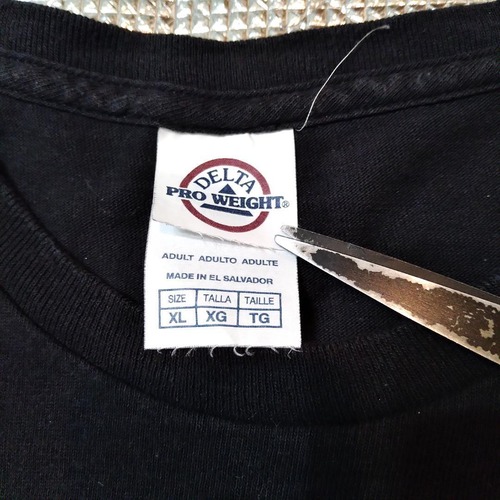 DELTA
PRO WEIGHT®
ADULT ADULTO ADULTE
MADE IN EL SALVADOR
SIZE TALLA TAILLE
XL XG TG